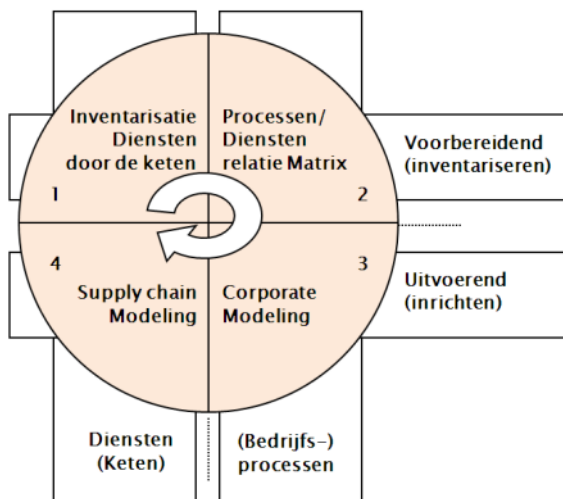 Inventarisatie
Diensten
door de keten
1
Processen/
Diensten
relatie Matrix
2
Voorbereidend
(inventariseren)
4
Supply chain
Modeling
3
Corporate
Modeling
Uitvoerend
(inrichten)
Diensten
(Keten)
(Bedrijfs-)
processen